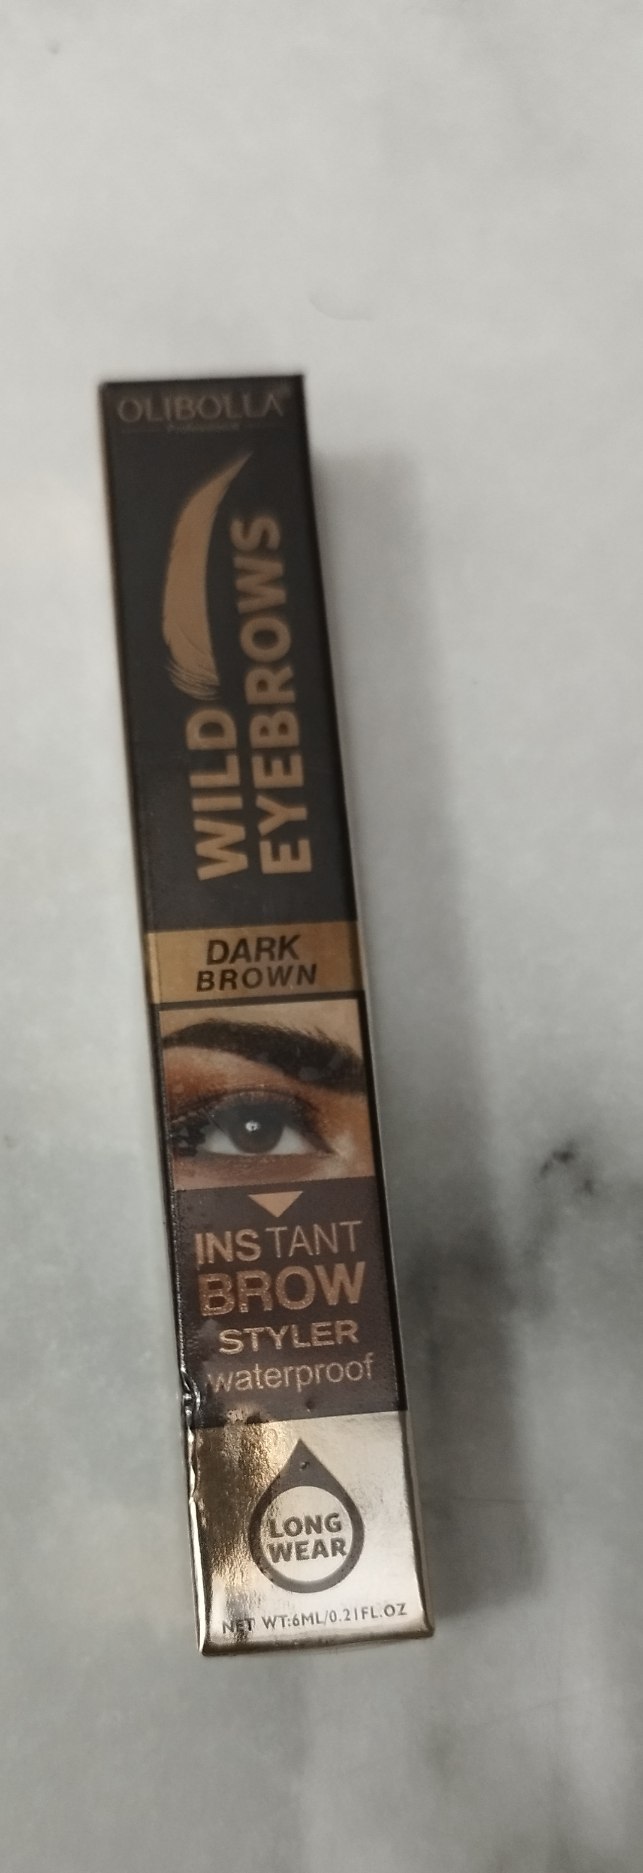 OLIBOLLA®
WILD
EYEBROWS
DARK
BROWN
INSTANT
BROW
STYLER
waterproof
LONG
WEAR
NET WT:6ML/0.21FL.OZ